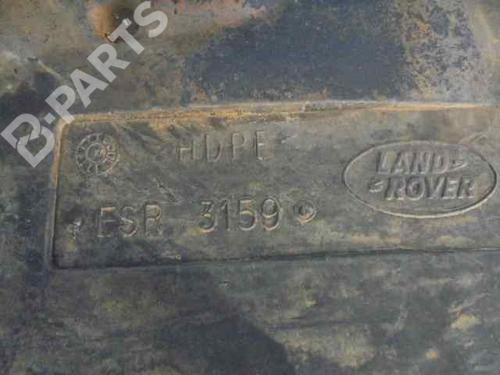 B-PARTS
HDPE
LAND
ROVER
ESR 3159